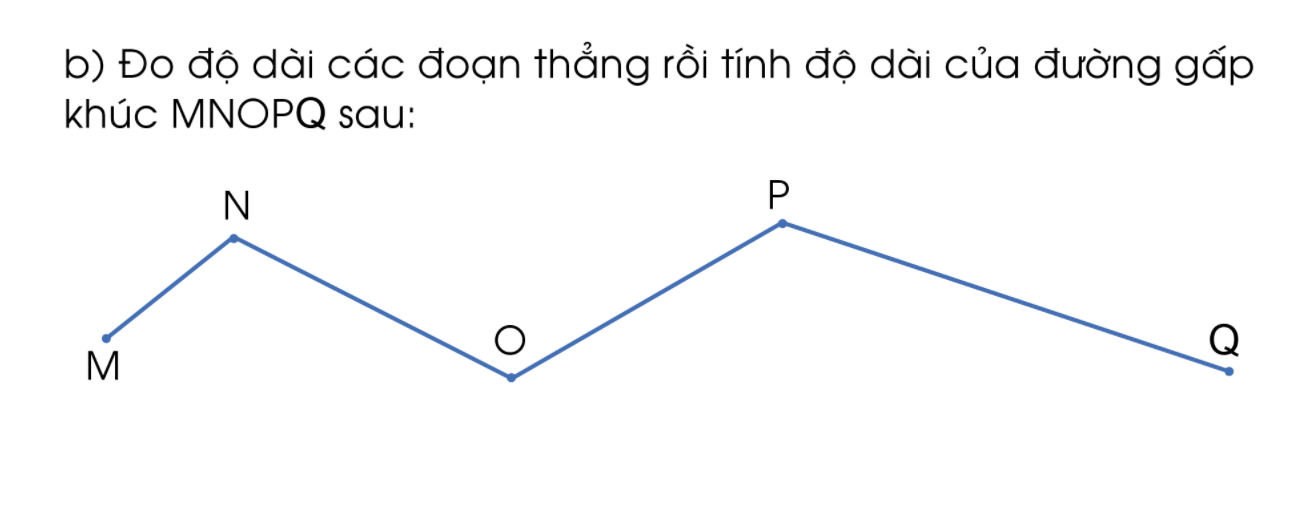 b) Đo độ dài các đoạn thẳng rồi tính độ dài của đường gấp
khúc MNOPQ sau:
P
N
O
Q
M